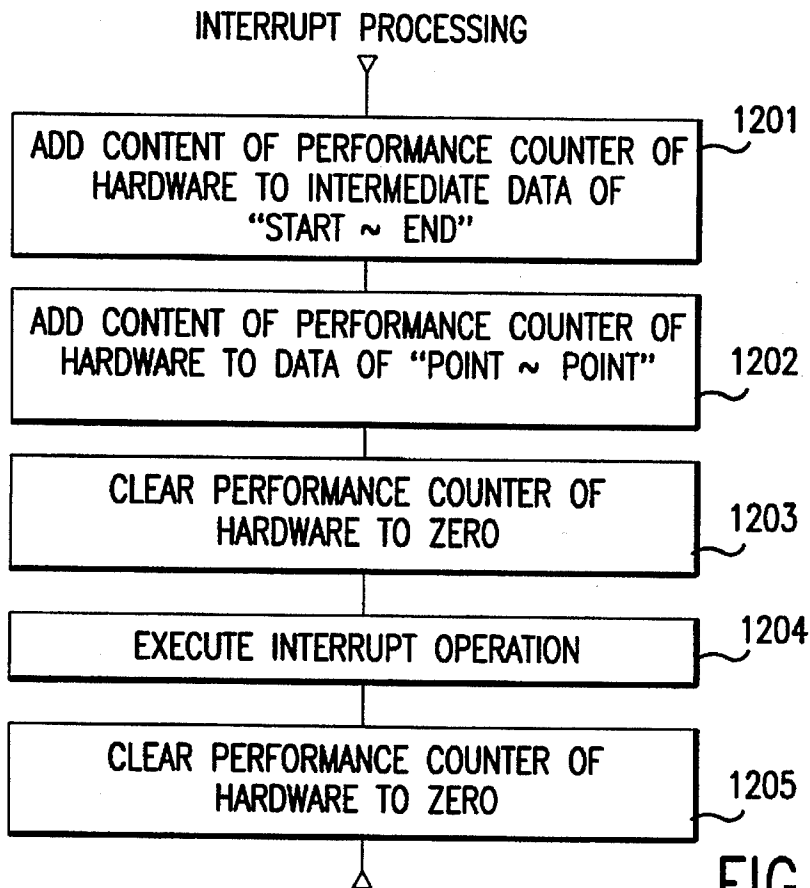 INTERRUPT PROCESSING
1201
ADD CONTENT OF PERFORMANCE COUNTER OF
HARDWARE TO INTERMEDIATE DATA OF
"START ~ END"
ADD CONTENT OF PERFORMANCE COUNTER OF
HARDWARE TO DATA OF "POINT ~ POINT"
1202
CLEAR PERFORMANCE COUNTER OF
HARDWARE TO ZERO
1203
EXECUTE INTERRUPT OPERATION
1204
CLEAR PERFORMANCE COUNTER OF
HARDWARE TO ZERO
1205
FIG